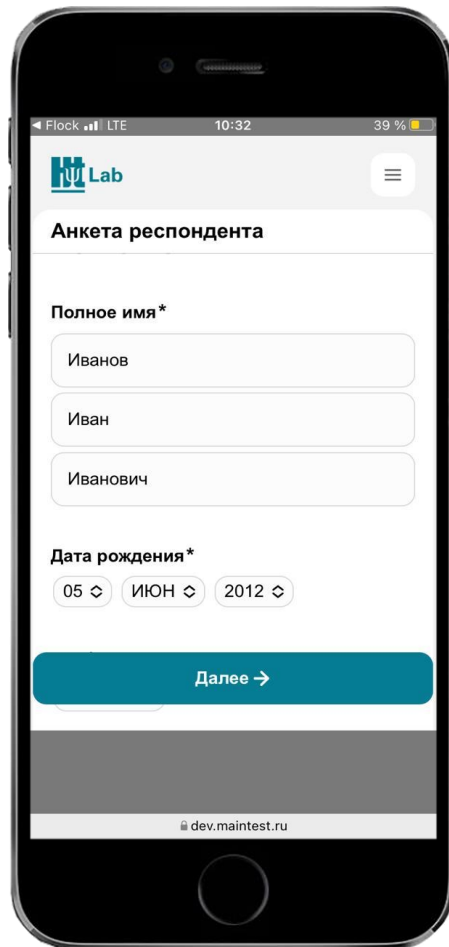 Flock LTE 10:32 39 %
ht Lab
Анкета респондента
Полное имя*
Иванов
Иван
Иванович
Дата рождения*
05 ИЮН 2012
Далее →
dev.maintest.ru